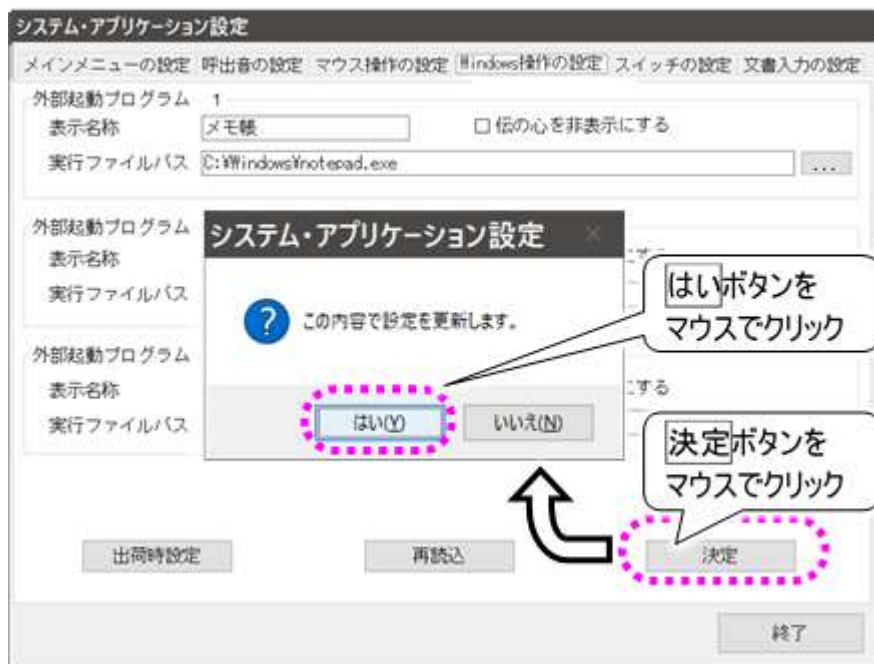 システム・アプリケーション設定
メインメニューの設定 呼出音の設定 マウス操作の設定 Windows操作の設定 スイッチの設定 文書入力の設定
外部起動プログラム 1
表示名称 メモ帳 伝の心を非表示にする
実行ファイルパス C:¥Windows¥notepad.exe ...
外部起動プログラム
表示名称
実行ファイルパス
システム・アプリケーション設定 ×
この内容で設定を更新します。
はい(Y) いいえ(N)
はいボタンを
マウスでクリック
外部起動プログラム
表示名称 にする
実行ファイルパス
決定ボタンを
マウスでクリック
出荷時設定 再読込 決定
終了